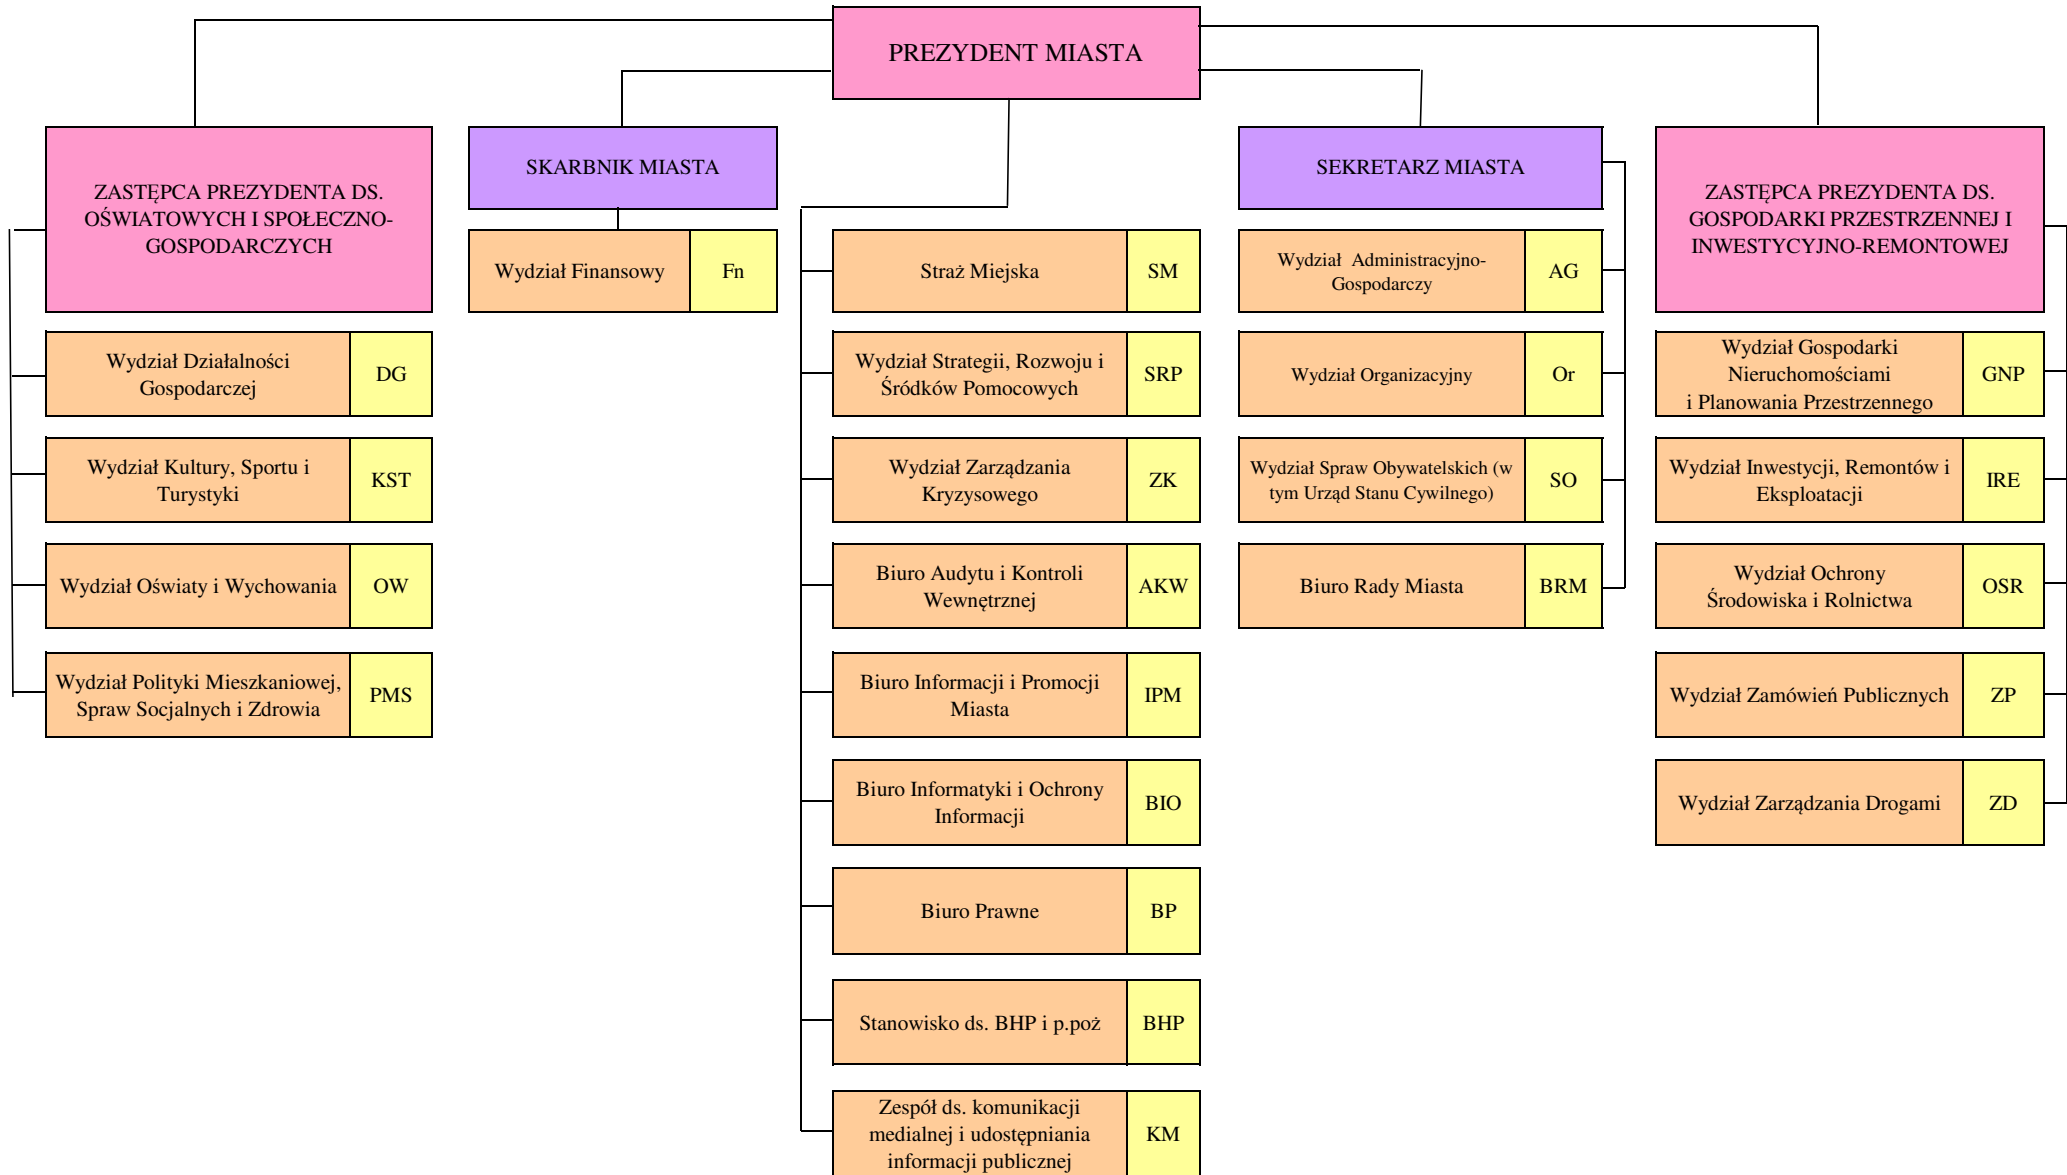 PREZYDENT MIASTA
ZASTĘPCA PREZYDENTA DS.
OŚWIATOWYCH I SPOŁECZNO-
GOSPODARCZYCH
Wydział Działalności
Gospodarczej
DG
Wydział Kultury, Sportu i
Turystyki
KST
Wydział Oświaty i Wychowania
OW
Wydział Polityki Mieszkaniowej,
Spraw Socjalnych i Zdrowia
PMS
SKARBNIK MIASTA
Wydział Finansowy
Fn
Straż Miejska
SM
Wydział Strategii, Rozwoju i
Śródków Pomocowych
SRP
Wydział Zarządzania
Kryzysowego
ZK
Biuro Audytu i Kontroli
Wewnętrznej
AKW
Biuro Informacji i Promocji
Miasta
IPM
Biuro Informatyki i Ochrony
Informacji
BIO
Biuro Prawne
BP
Stanowisko ds. BHP i p.poż
BHP
Zespół ds. komunikacji
medialnej i udostępniania
informacji publicznej
KM
SEKRETARZ MIASTA
Wydział Administracyjno-
Gospodarczy
AG
Wydział Organizacyjny
Or
Wydział Spraw Obywatelskich (w
tym Urząd Stanu Cywilnego)
SO
Biuro Rady Miasta
BRM
ZASTĘPCA PREZYDENTA DS.
GOSPODARKI PRZESTRZENNEJ I
INWESTYCYJNO-REMONTOWEJ
Wydział Gospodarki
Nieruchomościami
i Planowania Przestrzennego
GNP
Wydział Inwestycji, Remontów i
Eksploatacji
IRE
Wydział Ochrony
Środowiska i Rolnictwa
OSR
Wydział Zamówień Publicznych
ZP
Wydział Zarządzania Drogami
ZD